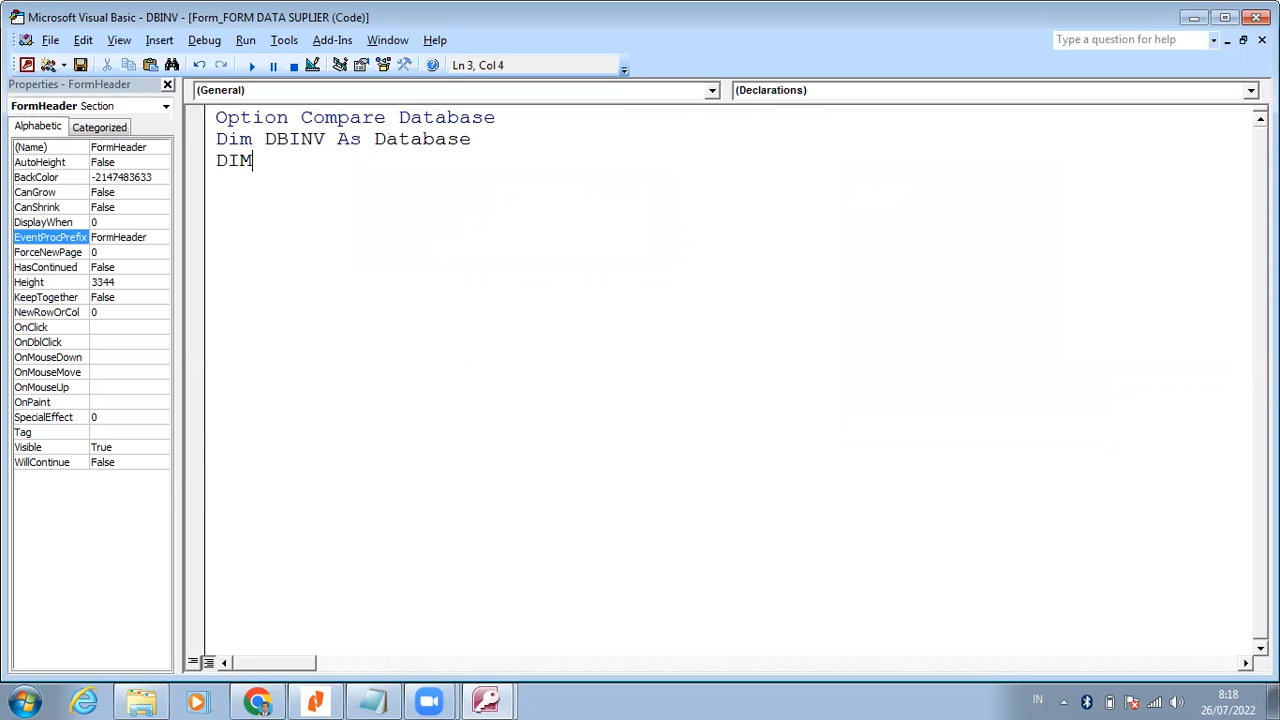 Microsoft Visual Basic - DBINV - [Form_FORM DATA SUPLIER (Code)]
File Edit View Insert Debug Run Tools Add-Ins Window Help
Type a question for help
Ln 3, Col 4
Properties - FormHeader
FormHeader Section
Alphabetic Categorized
(Name) FormHeader
AutoHeight False
BackColor -2147483633
CanGrow False
CanShrink False
DisplayWhen 0
EventProcPrefix FormHeader
ForceNewPage 0
HasContinued False
Height 3344
KeepTogether False
NewRowOrCol 0
OnClick
OnDblClick
OnMouseDown
OnMouseMove
OnMouseUp
OnPaint
SpecialEffect 0
Tag
Visible True
WillContinue False
(General)
(Declarations)
Option Compare Database
Dim DBINV As Database
DIM
IN
8:18
26/07/2022